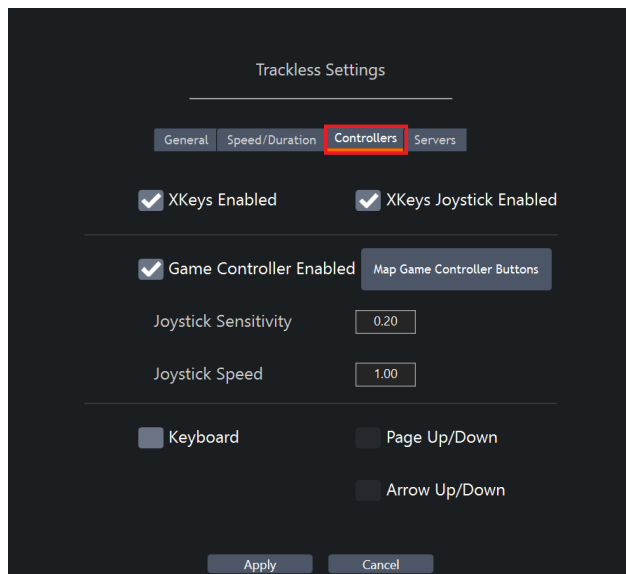 Trackless Settings
General Speed/Duration Controllers Servers
XKeys Enabled XKeys Joystick Enabled
Game Controller Enabled Map Game Controller Buttons
Joystick Sensitivity 0.20
Joystick Speed 1.00
Keyboard Page Up/Down
Arrow Up/Down
Apply Cancel